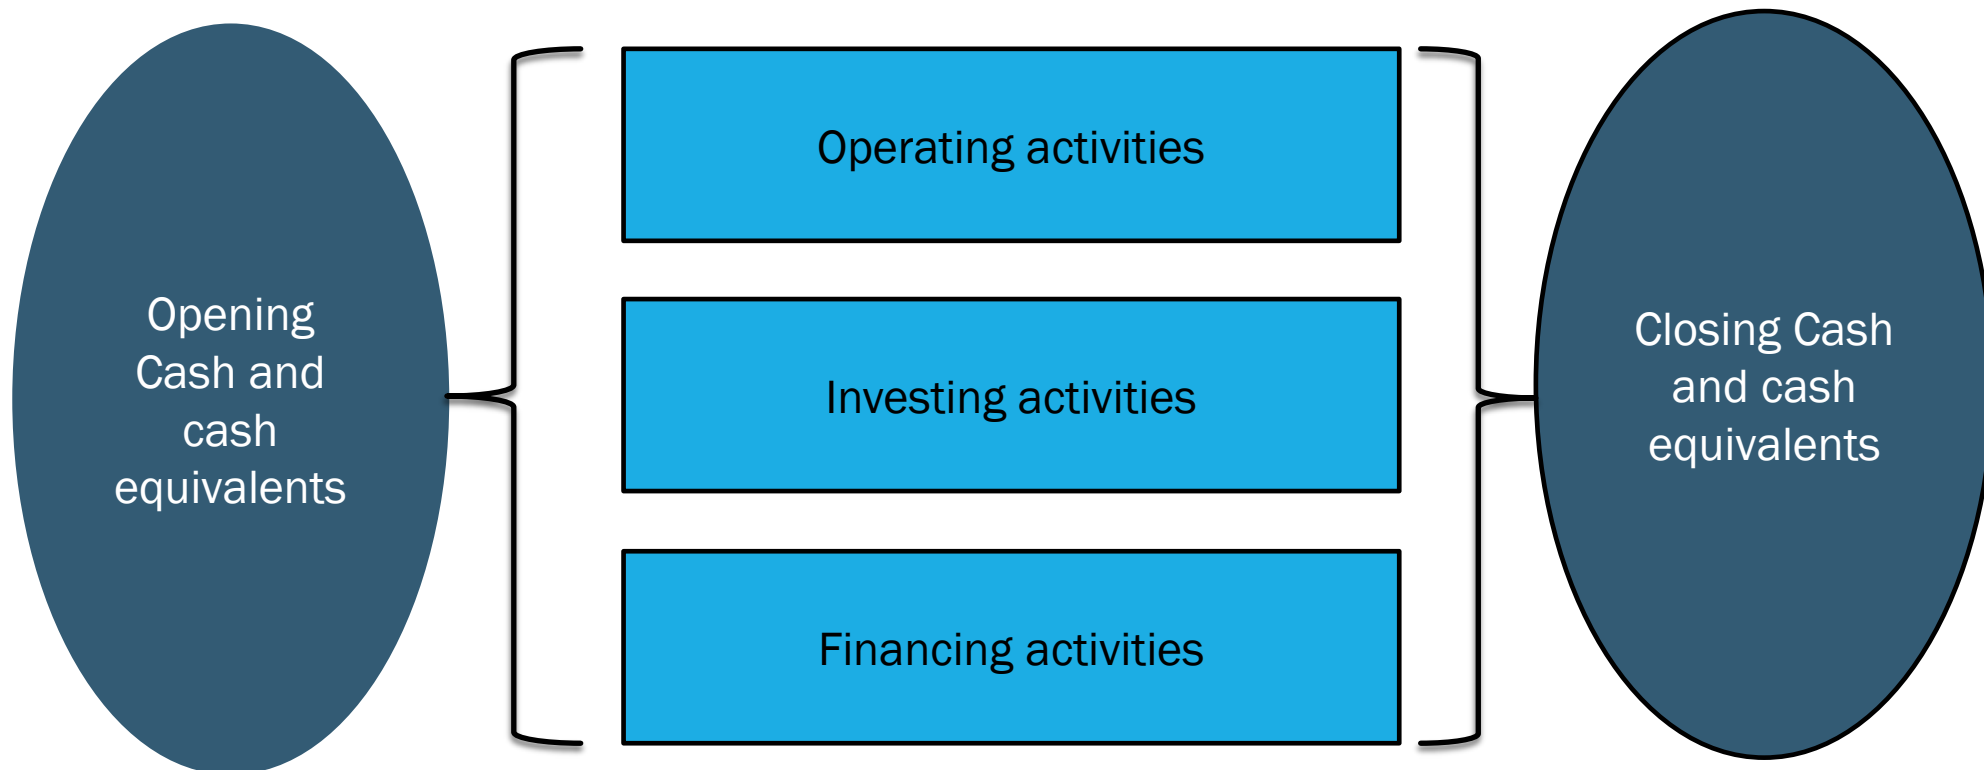 Opening
Cash and
cash
equivalents
Operating activities
Investing activities
Financing activities
Closing Cash
and cash
equivalents